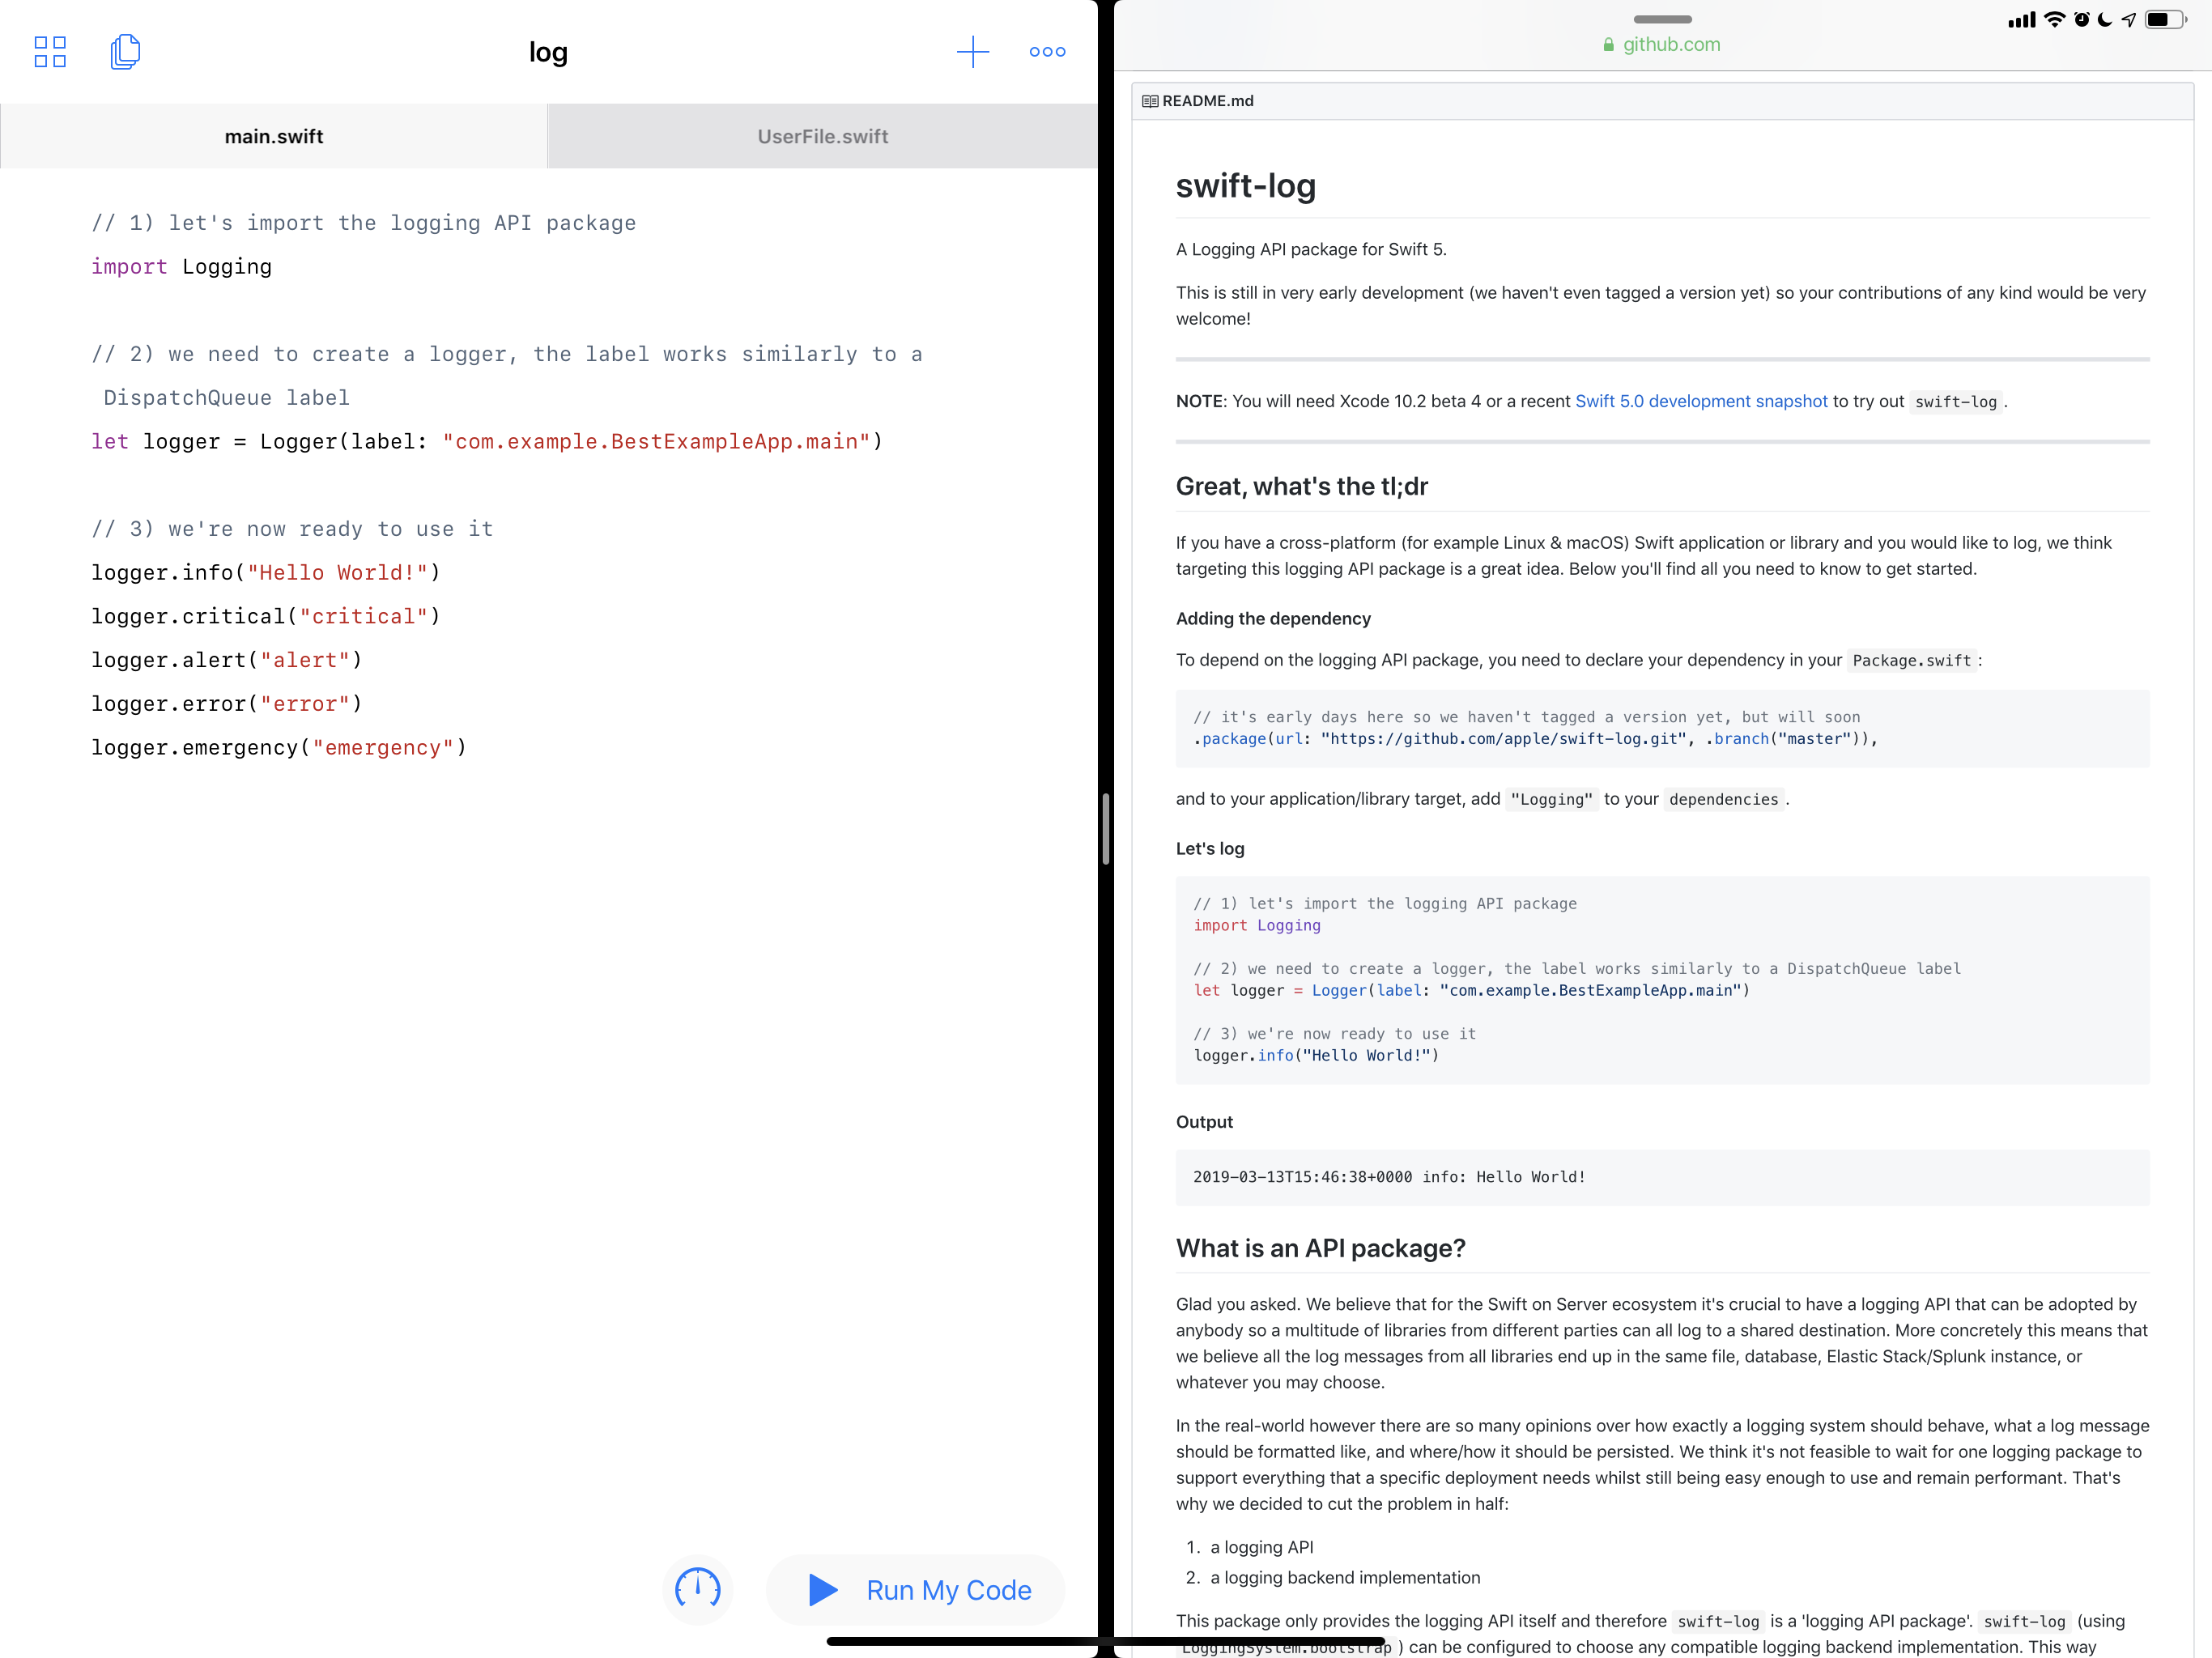 log
main.swift
UserFile.swift
// 1) let's import the logging API package
import Logging
// 2) we need to create a logger, the label works similarly to a
DispatchQueue label
let logger = Logger(label: "com.example.BestExampleApp.main")
// 3) we're now ready to use it
logger.info("Hello World!")
logger.critical("critical")
logger.alert("alert")
logger.error("error")
logger.emergency("emergency")
Run My Code
github.com
README.md
swift-log
A Logging API package for Swift 5.
This is still in very early development (we haven't even tagged a version yet) so your contributions of any kind would be very
welcome!
NOTE: You will need Xcode 10.2 beta 4 or a recent Swift 5.0 development snapshot to try out swift-log.
Great, what's the tl;dr
If you have a cross-platform (for example Linux & macOS) Swift application or library and you would like to log, we think
targeting this logging API package is a great idea. Below you'll find all you need to know to get started.
Adding the dependency
To depend on the logging API package, you need to declare your dependency in your Package.swift:
// it's early days here so we haven't tagged a version yet, but will soon
.package(url: "https://github.com/apple/swift-log.git", .branch("master")),
and to your application/library target, add "Logging" to your dependencies.
Let's log
// 1) let's import the logging API package
import Logging
// 2) we need to create a logger, the label works similarly to a DispatchQueue label
let logger = Logger(label: "com.example.BestExampleApp.main")
// 3) we're now ready to use it
logger.info("Hello World!")
Output
2019-03-13T15:46:38+0000 info: Hello World!
What is an API package?
Glad you asked. We believe that for the Swift on Server ecosystem it's crucial to have a logging API that can be adopted by
anybody so a multitude of libraries from different parties can all log to a shared destination. More concretely this means that
we believe all the log messages from all libraries end up in the same file, database, Elastic Stack/Splunk instance, or
whatever you may choose.
In the real-world however there are so many opinions over how exactly a logging system should behave, what a log message
should be formatted like, and where/how it should be persisted. We think it's not feasible to wait for one logging package to
support everything that a specific deployment needs whilst still being easy enough to use and remain performant. That's
why we decided to cut the problem in half:
1. a logging API
2. a logging backend implementation
This package only provides the logging API itself and therefore swift-log is a 'logging API package'. swift-log (using
LoggingSystem.bootstrap) can be configured to choose any compatible logging backend implementation. This way